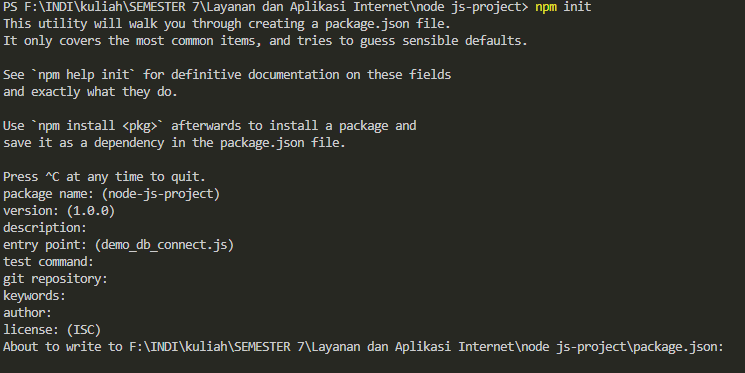 PS F:\INDI\kuliah\SEMESTER 7\Layanan dan Aplikasi Internet\node js-project> npm init
This utility will walk you through creating a package.json file.
It only covers the most common items, and tries to guess sensible defaults.
See `npm help init` for definitive documentation on these fields
and exactly what they do.
Use `npm install <pkg>` afterwards to install a package and
save it as a dependency in the package.json file.
Press ^C at any time to quit.
package name: (node-js-project)
version: (1.0.0)
description:
entry point: (demo_db_connect.js)
test command:
git repository:
keywords:
author:
license: (ISC)
About to write to F:\INDI\kuliah\SEMESTER 7\Layanan dan Aplikasi Internet\node js-project\package.json: